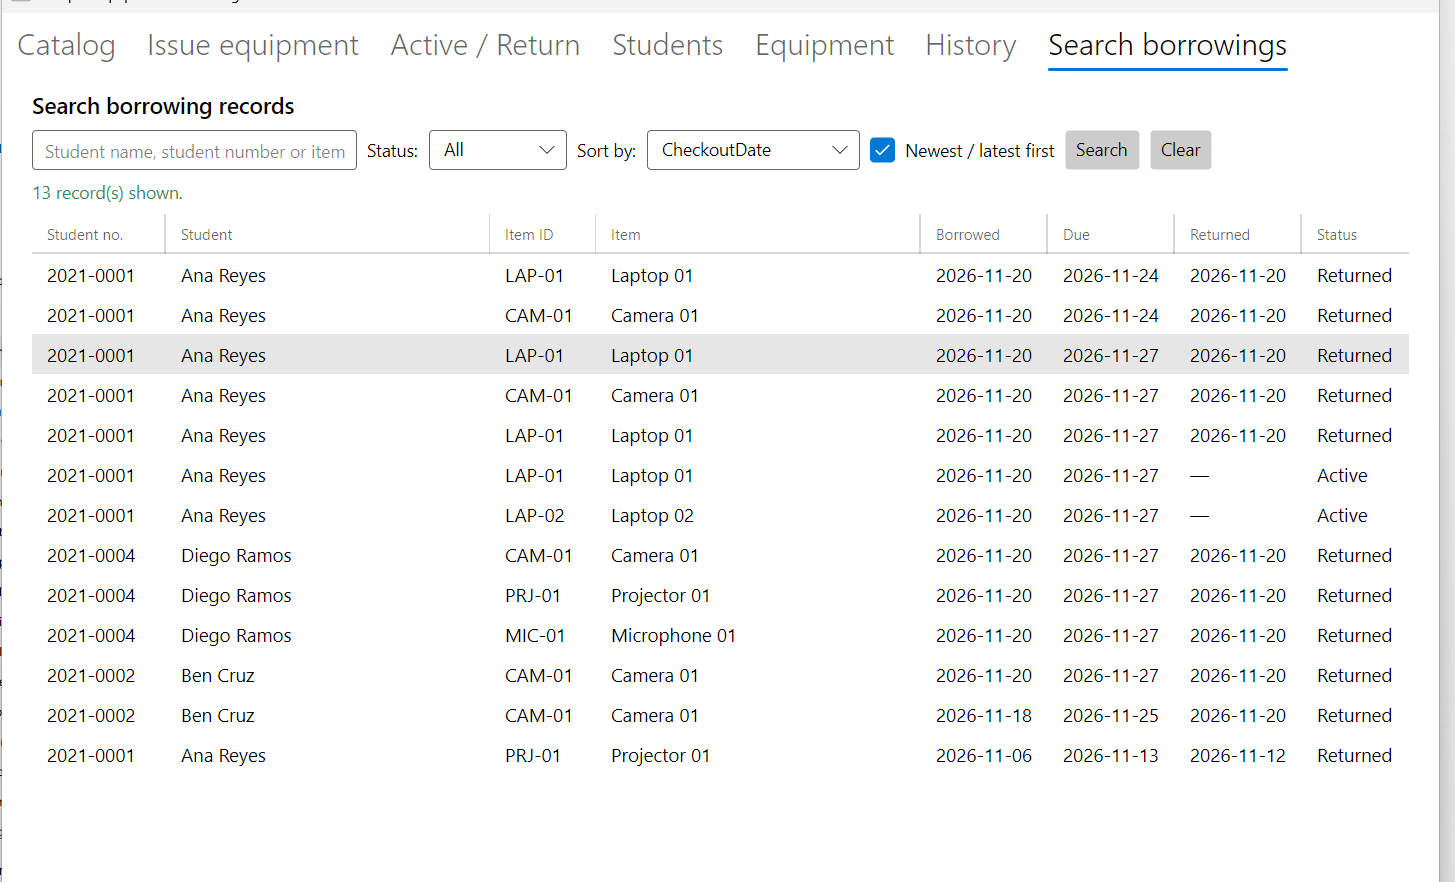 Catalog Issue equipment Active / Return Students Equipment History Search borrowings
Search borrowing records
Student name, student number or item Status: All Sort by: CheckoutDate Newest / latest first Search Clear
13 record(s) shown.
Student no. Student Item ID Item Borrowed Due Returned Status
2021-0001 Ana Reyes LAP-01 Laptop 01 2026-11-20 2026-11-24 2026-11-20 Returned
2021-0001 Ana Reyes CAM-01 Camera 01 2026-11-20 2026-11-24 2026-11-20 Returned
2021-0001 Ana Reyes LAP-01 Laptop 01 2026-11-20 2026-11-27 2026-11-20 Returned
2021-0001 Ana Reyes CAM-01 Camera 01 2026-11-20 2026-11-27 2026-11-20 Returned
2021-0001 Ana Reyes LAP-01 Laptop 01 2026-11-20 2026-11-27 2026-11-20 Returned
2021-0001 Ana Reyes LAP-01 Laptop 01 2026-11-20 2026-11-27 — Active
2021-0001 Ana Reyes LAP-02 Laptop 02 2026-11-20 2026-11-27 — Active
2021-0004 Diego Ramos CAM-01 Camera 01 2026-11-20 2026-11-27 2026-11-20 Returned
2021-0004 Diego Ramos PRJ-01 Projector 01 2026-11-20 2026-11-27 2026-11-20 Returned
2021-0004 Diego Ramos MIC-01 Microphone 01 2026-11-20 2026-11-27 2026-11-20 Returned
2021-0002 Ben Cruz CAM-01 Camera 01 2026-11-20 2026-11-27 2026-11-20 Returned
2021-0002 Ben Cruz CAM-01 Camera 01 2026-11-18 2026-11-25 2026-11-20 Returned
2021-0001 Ana Reyes PRJ-01 Projector 01 2026-11-06 2026-11-13 2026-11-12 Returned